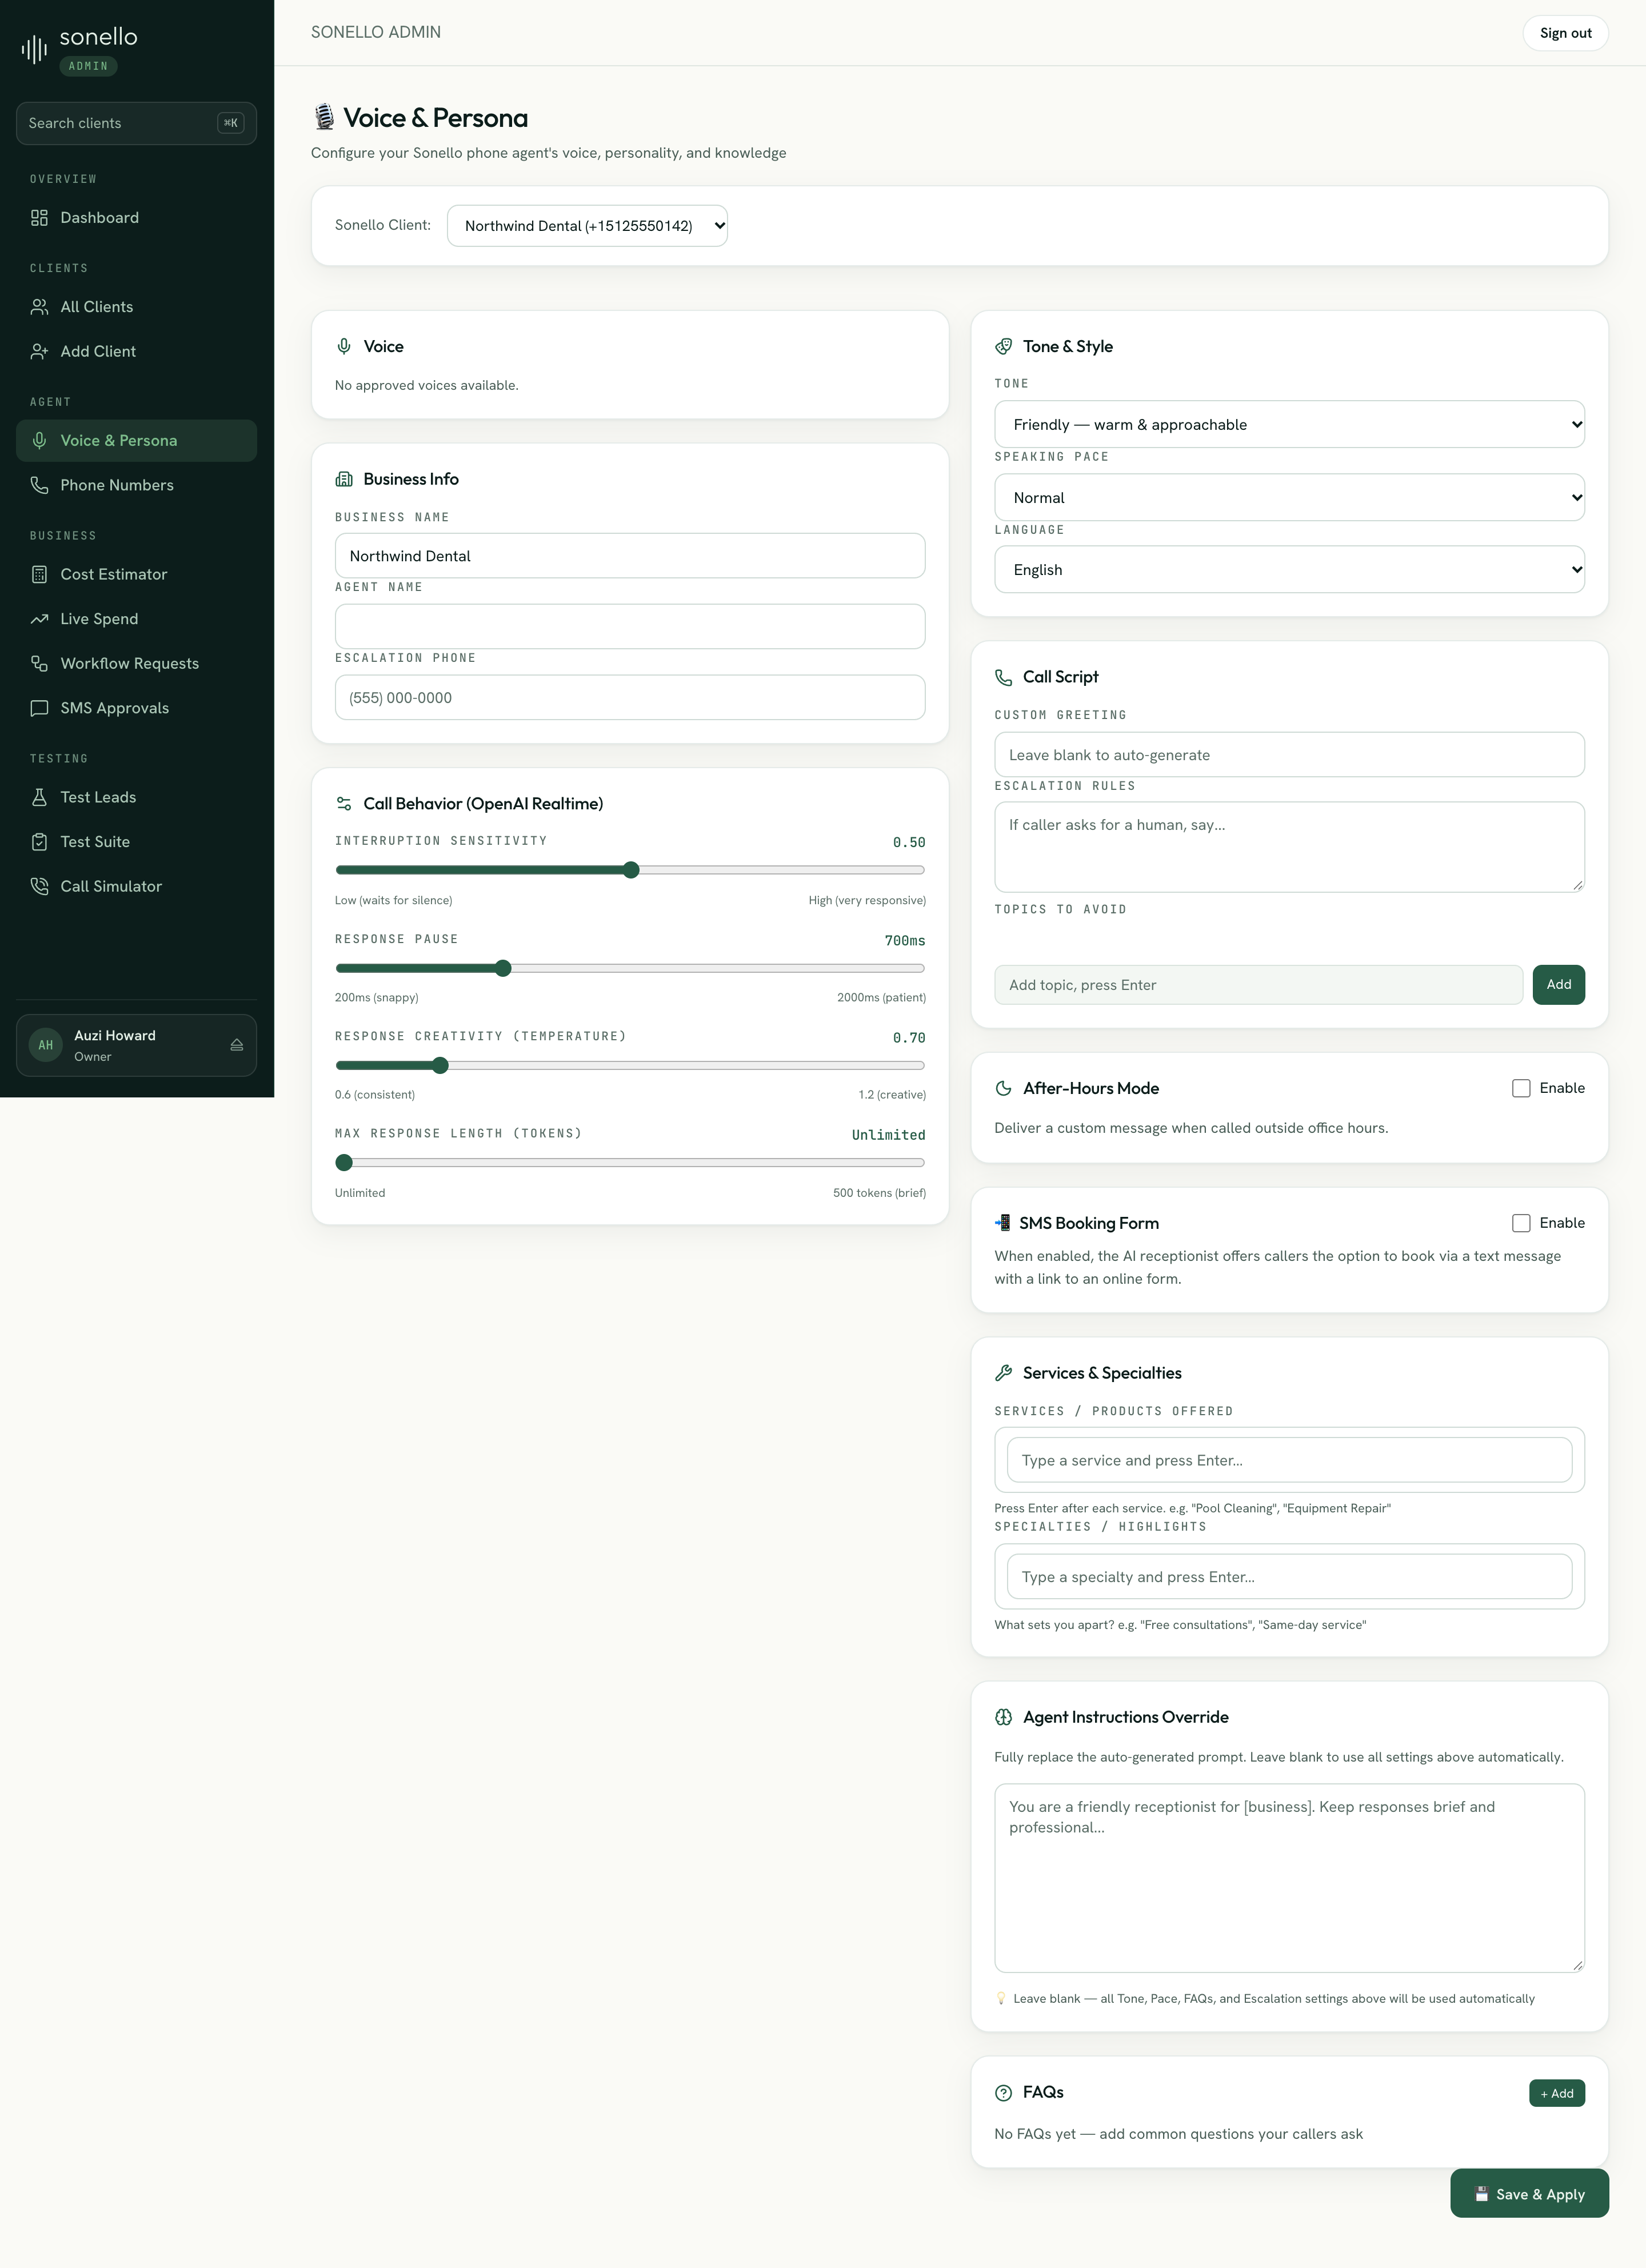 sonello
ADMIN
Search clients
⌘K
OVERVIEW
Dashboard
CLIENTS
All Clients
Add Client
AGENT
Voice & Persona
Phone Numbers
BUSINESS
Cost Estimator
Live Spend
Workflow Requests
SMS Approvals
TESTING
Test Leads
Test Suite
Call Simulator
AH
Auzi Howard
Owner
SONELLO ADMIN
Sign out
Voice & Persona
Configure your Sonello phone agent's voice, personality, and knowledge
Sonello Client:
Northwind Dental (+15125550142)
Voice
No approved voices available.
Business Info
BUSINESS NAME
Northwind Dental
AGENT NAME
ESCALATION PHONE
(555) 000-0000
Call Behavior (OpenAI Realtime)
INTERRUPTION SENSITIVITY
0.50
Low (waits for silence)
High (very responsive)
RESPONSE PAUSE
700ms
200ms (snappy)
2000ms (patient)
RESPONSE CREATIVITY (TEMPERATURE)
0.70
0.6 (consistent)
1.2 (creative)
MAX RESPONSE LENGTH (TOKENS)
Unlimited
Unlimited
500 tokens (brief)
Tone & Style
TONE
Friendly — warm & approachable
SPEAKING PACE
Normal
LANGUAGE
English
Call Script
CUSTOM GREETING
Leave blank to auto-generate
ESCALATION RULES
If caller asks for a human, say...
TOPICS TO AVOID
Add topic, press Enter
Add
After-Hours Mode
Enable
Deliver a custom message when called outside office hours.
SMS Booking Form
Enable
When enabled, the AI receptionist offers callers the option to book via a text message
with a link to an online form.
Services & Specialties
SERVICES / PRODUCTS OFFERED
Type a service and press Enter...
Press Enter after each service. e.g. "Pool Cleaning", "Equipment Repair"
SPECIALTIES / HIGHLIGHTS
Type a specialty and press Enter...
What sets you apart? e.g. "Free consultations", "Same-day service"
Agent Instructions Override
Fully replace the auto-generated prompt. Leave blank to use all settings above automatically.
You are a friendly receptionist for [business]. Keep responses brief and
professional...
Leave blank — all Tone, Pace, FAQs, and Escalation settings above will be used automatically
FAQs
+ Add
No FAQs yet — add common questions your callers ask
Save & Apply